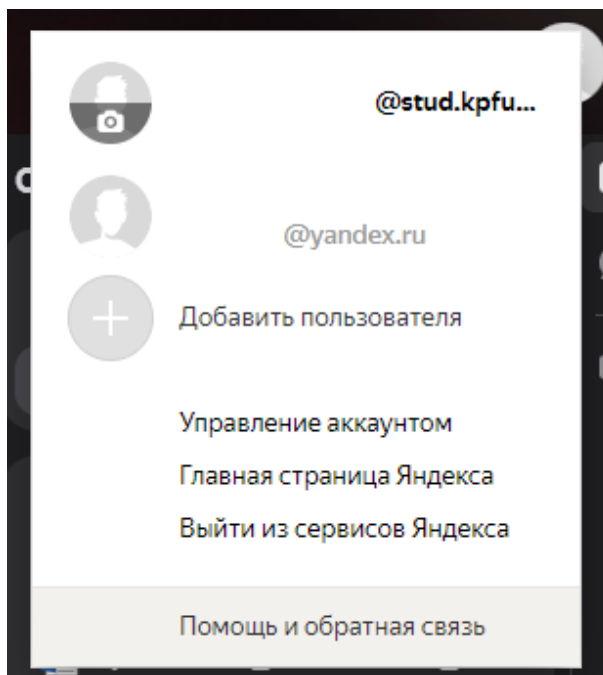 @stud.kpfu...
@yandex.ru
Добавить пользователя
Управление аккаунтом
Главная страница Яндекса
Выйти из сервисов Яндекса
Помощь и обратная связь